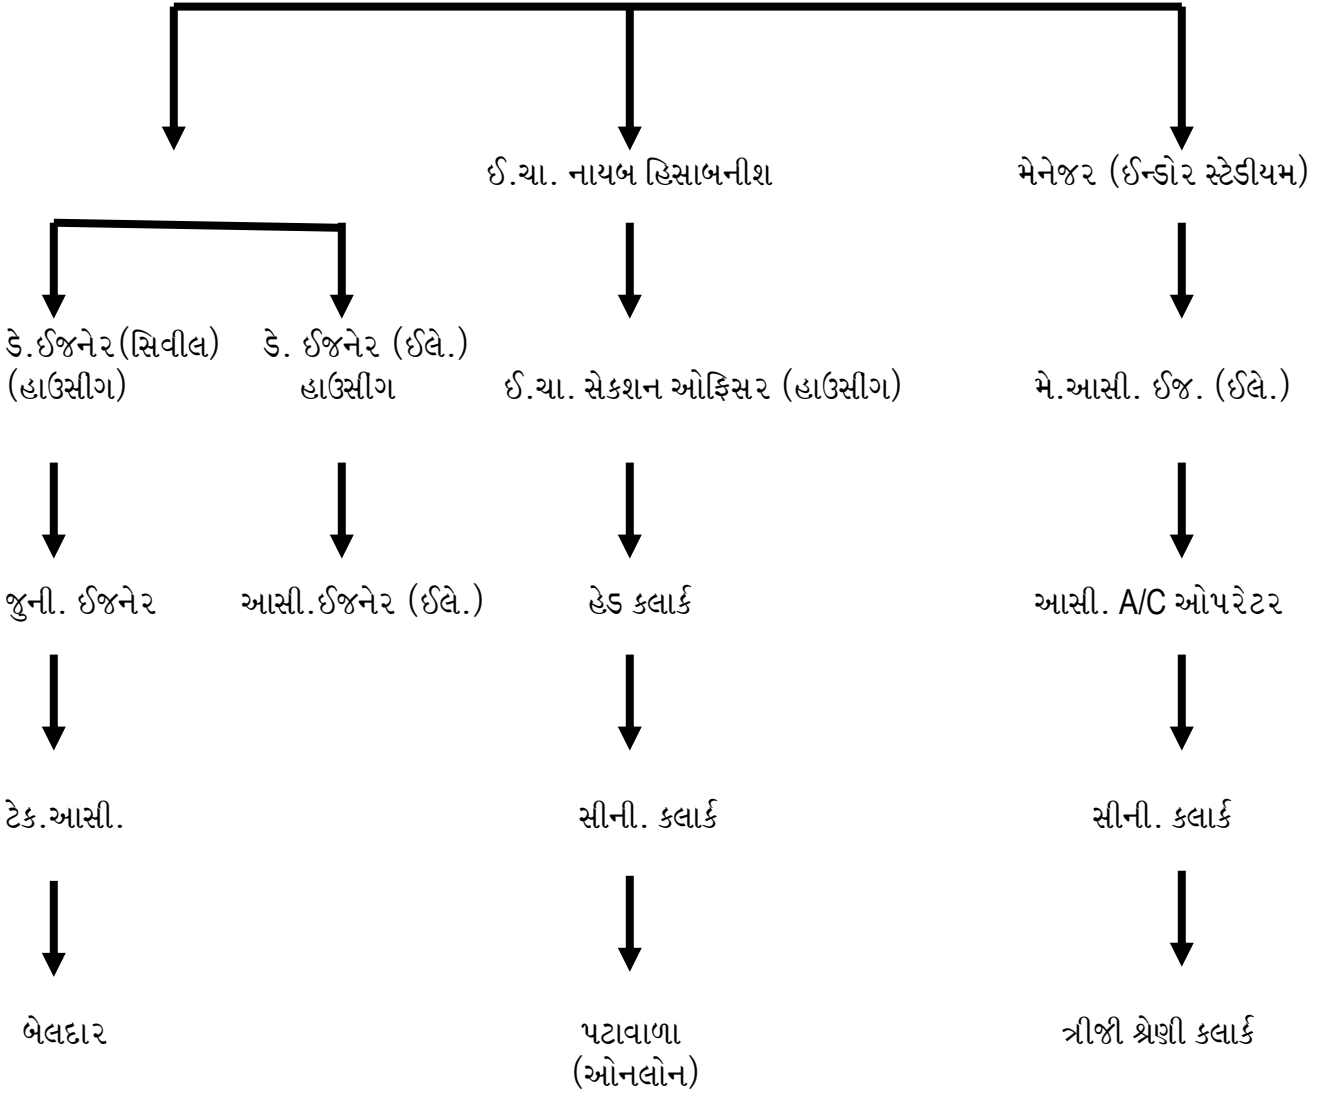 ઈ.ચા. નાયબ હિસાબનીશ
મેનેજર (ઈન્ડોર સ્ટેડીયમ)
ડે.ઈજનેર(સિવીલ)
(હાઉસીગ)
ડે. ઈજનેર (ઈલે.)
હાઉસીગ
ઈ.ચા. સેકશન ઓફિસર (હાઉસીગ)
મે.આસી. ઈજ. (ઈલે.)
જુની. ઈજનેર
આસી.ઈજનેર (ઈલે.)
હેડ કલાર્ક
આસી. A/C ઓપરેટર
ટેક.આસી.
સીની. કલાર્ક
સીની. કલાર્ક
બેલદાર
પટાવાળા
(ઓનલોન)
ત્રીજી શ્રેણી કલાર્ક